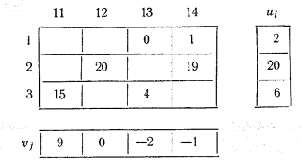 11 12 13 14 u_i
1 0 1 2
2 20 19 20
3 15 4 6
v_j 9 0 −2 −1